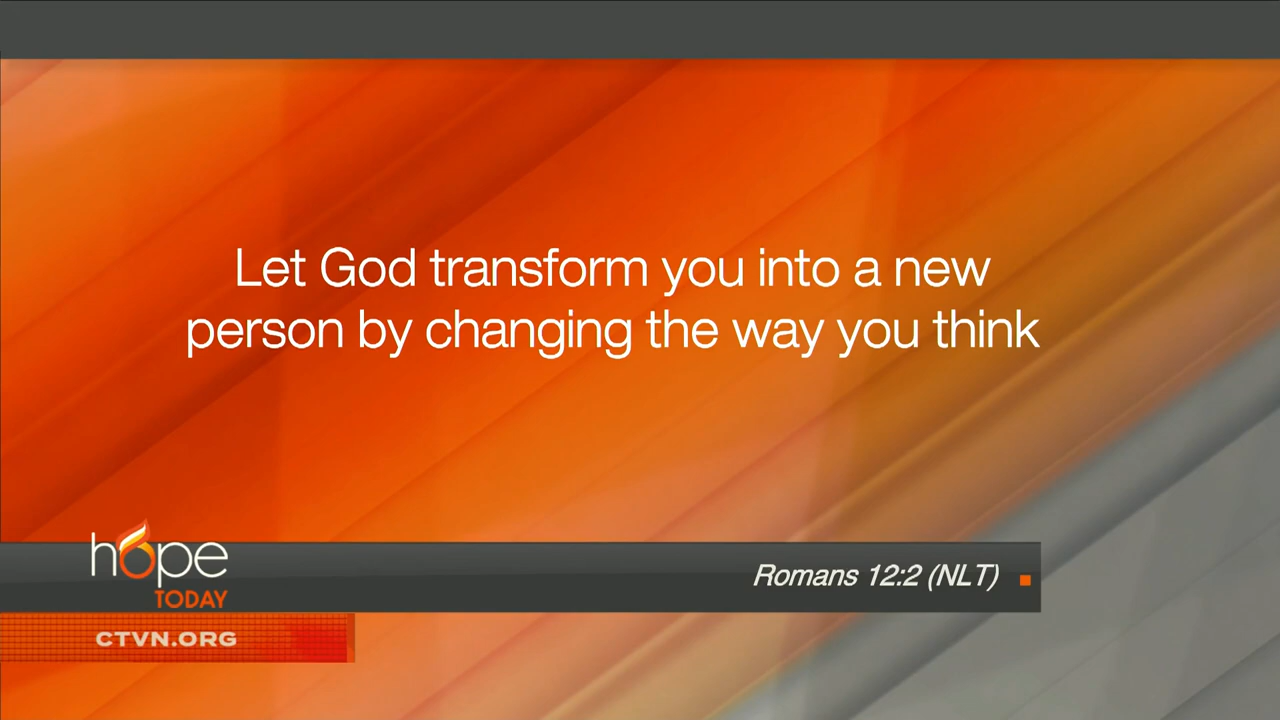 Let God transform you into a new
person by changing the way you think
hope
TODAY
Romans 12:2 (NLT)
CTVN.ORG